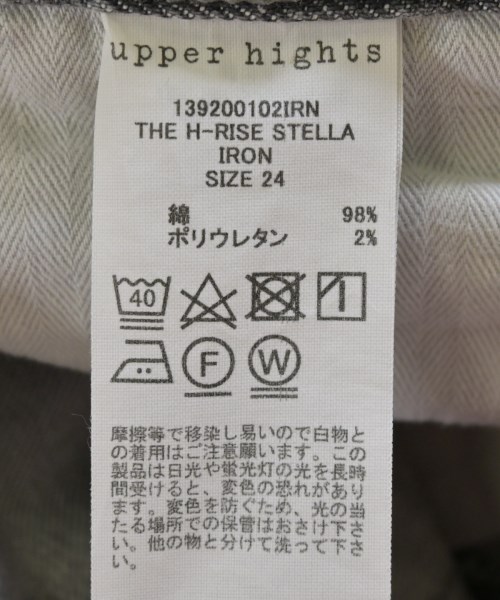 upper hights
139200102IRN
THE H-RISE STELLA
IRON
SIZE 24
綿 98%
ポリウレタン 2%
40
F W
摩擦等で移染し易いので白物と
の着用はご注意願います。この
製品は日光や蛍光灯の光を長時
間受けると、変色の恐れがあり
ます。変色を防ぐため、光の当
たる場所での保管はおさけ下さ
い。他の物と分けて洗って下さ
い。